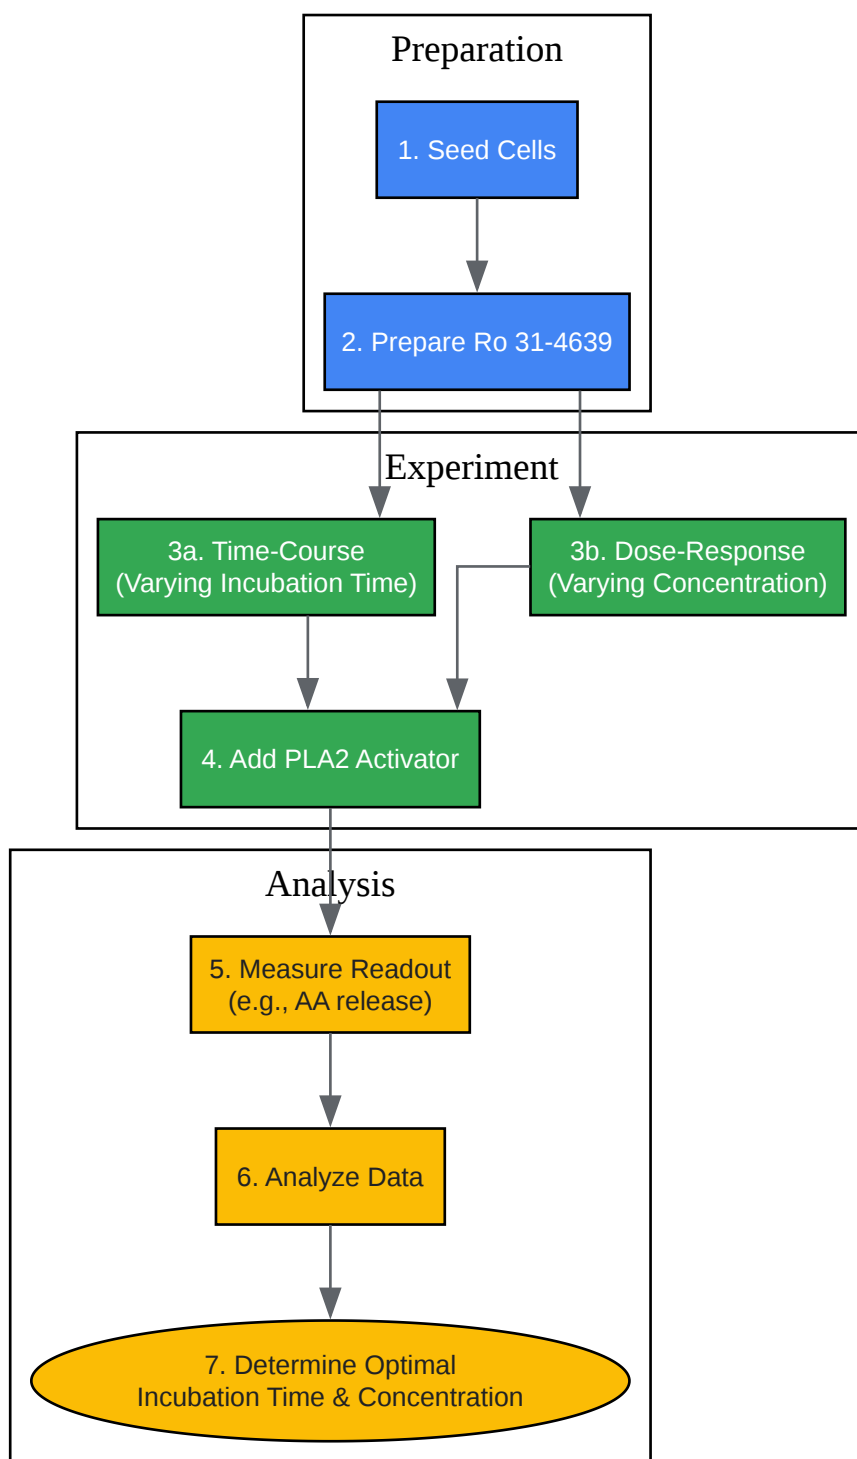 Preparation
1. Seed Cells
2. Prepare Ro 31-4639
Experiment
3a. Time-Course
(Varying Incubation Time)
3b. Dose-Response
(Varying Concentration)
4. Add PLA2 Activator
Analysis
5. Measure Readout
(e.g., AA release)
6. Analyze Data
7. Determine Optimal
Incubation Time & Concentration